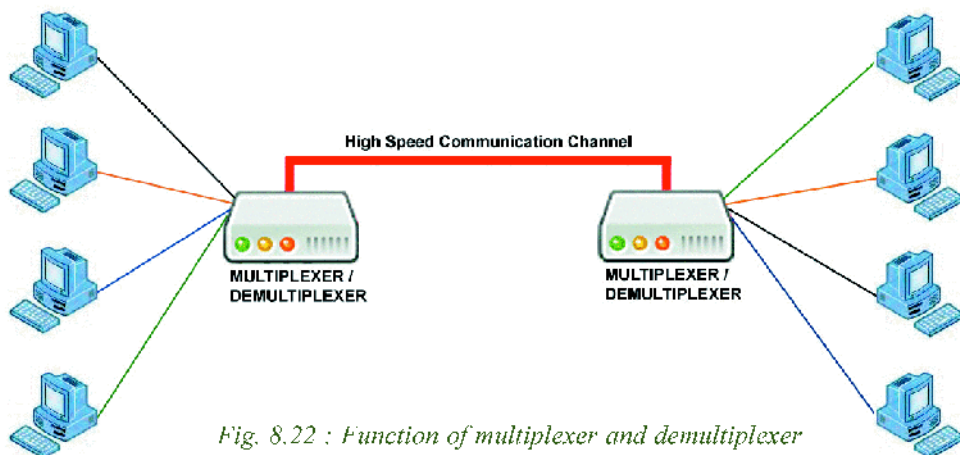 High Speed Communication Channel
MULTIPLEXER /
DEMULTIPLEXER
MULTIPLEXER /
DEMULTIPLEXER
Fig. 8.22 : Function of multiplexer and demultiplexer